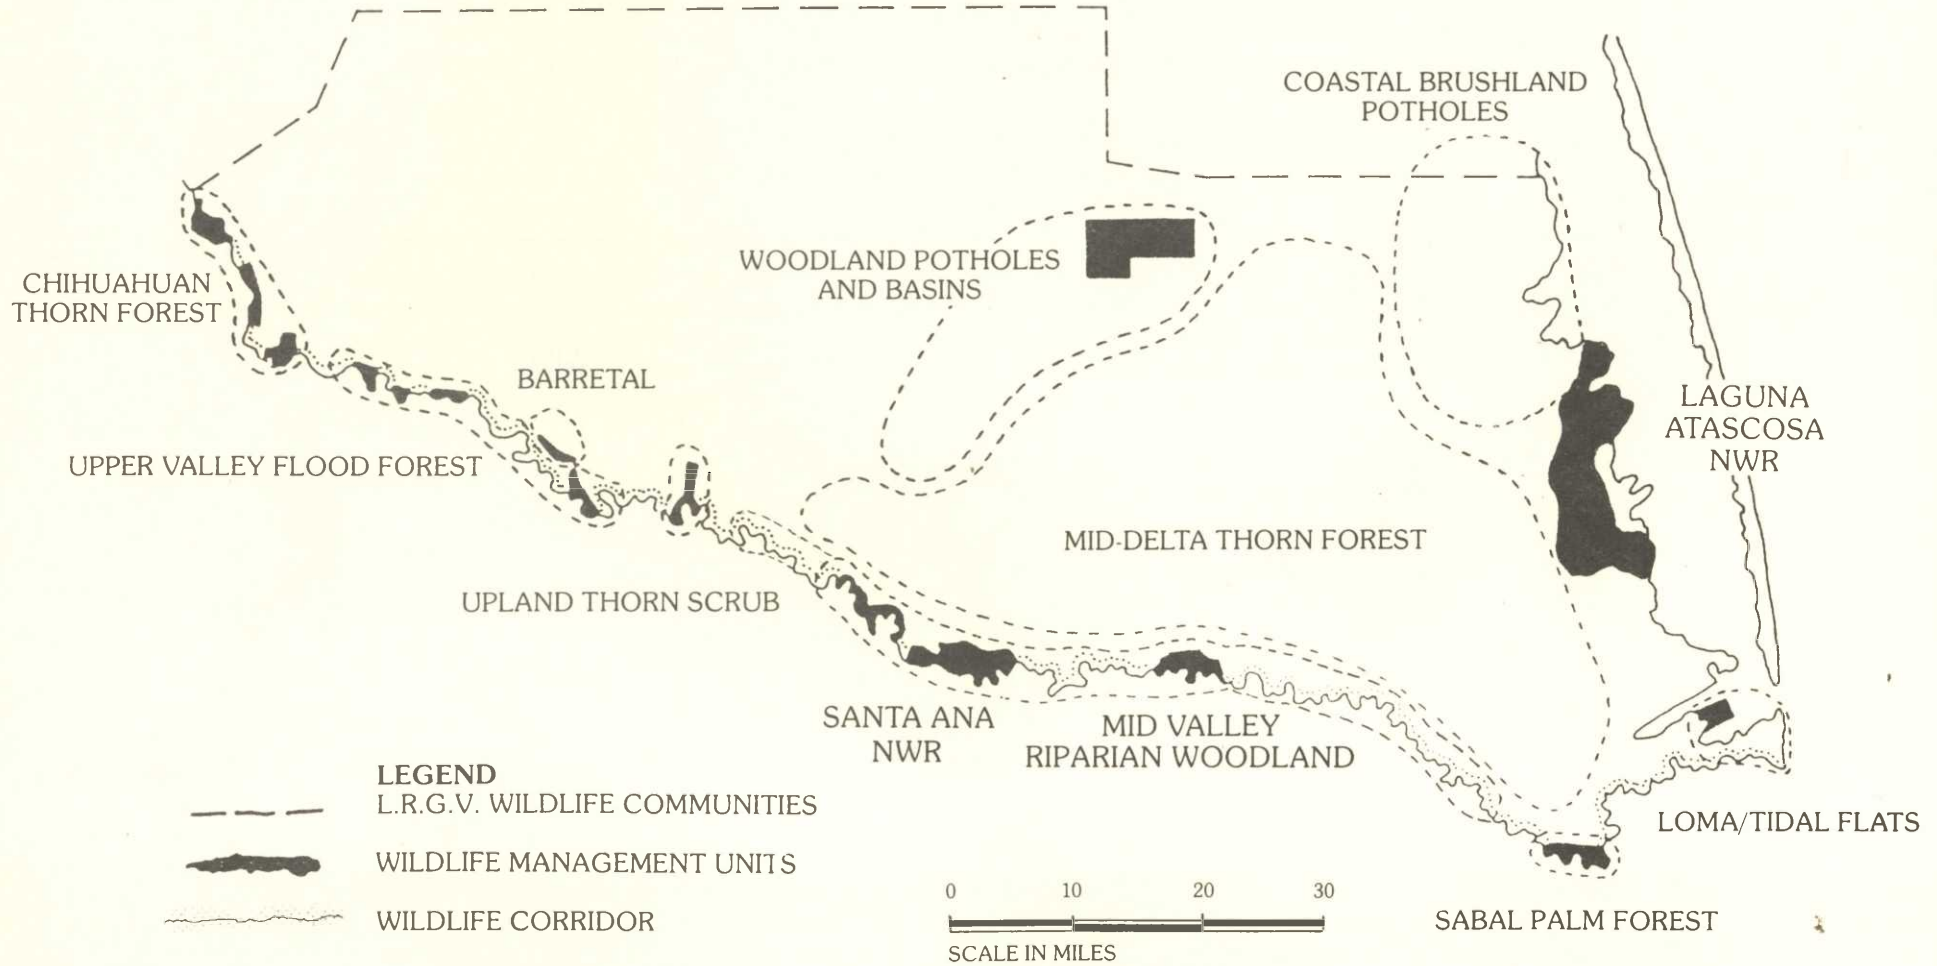 COASTAL BRUSHLAND
POTHOLES
WOODLAND POTHOLES
AND BASINS
CHIHUAHUAN
THORN FOREST
BARRETAL
LAGUNA
ATASCOSA
NWR
UPPER VALLEY FLOOD FOREST
MID-DELTA THORN FOREST
UPLAND THORN SCRUB
SANTA ANA
NWR
MID VALLEY
RIPARIAN WOODLAND
LOMA/TIDAL FLATS
SABAL PALM FOREST
LEGEND
L.R.G.V. WILDLIFE COMMUNITIES
WILDLIFE MANAGEMENT UNITS
WILDLIFE CORRIDOR
0 10 20 30
SCALE IN MILES